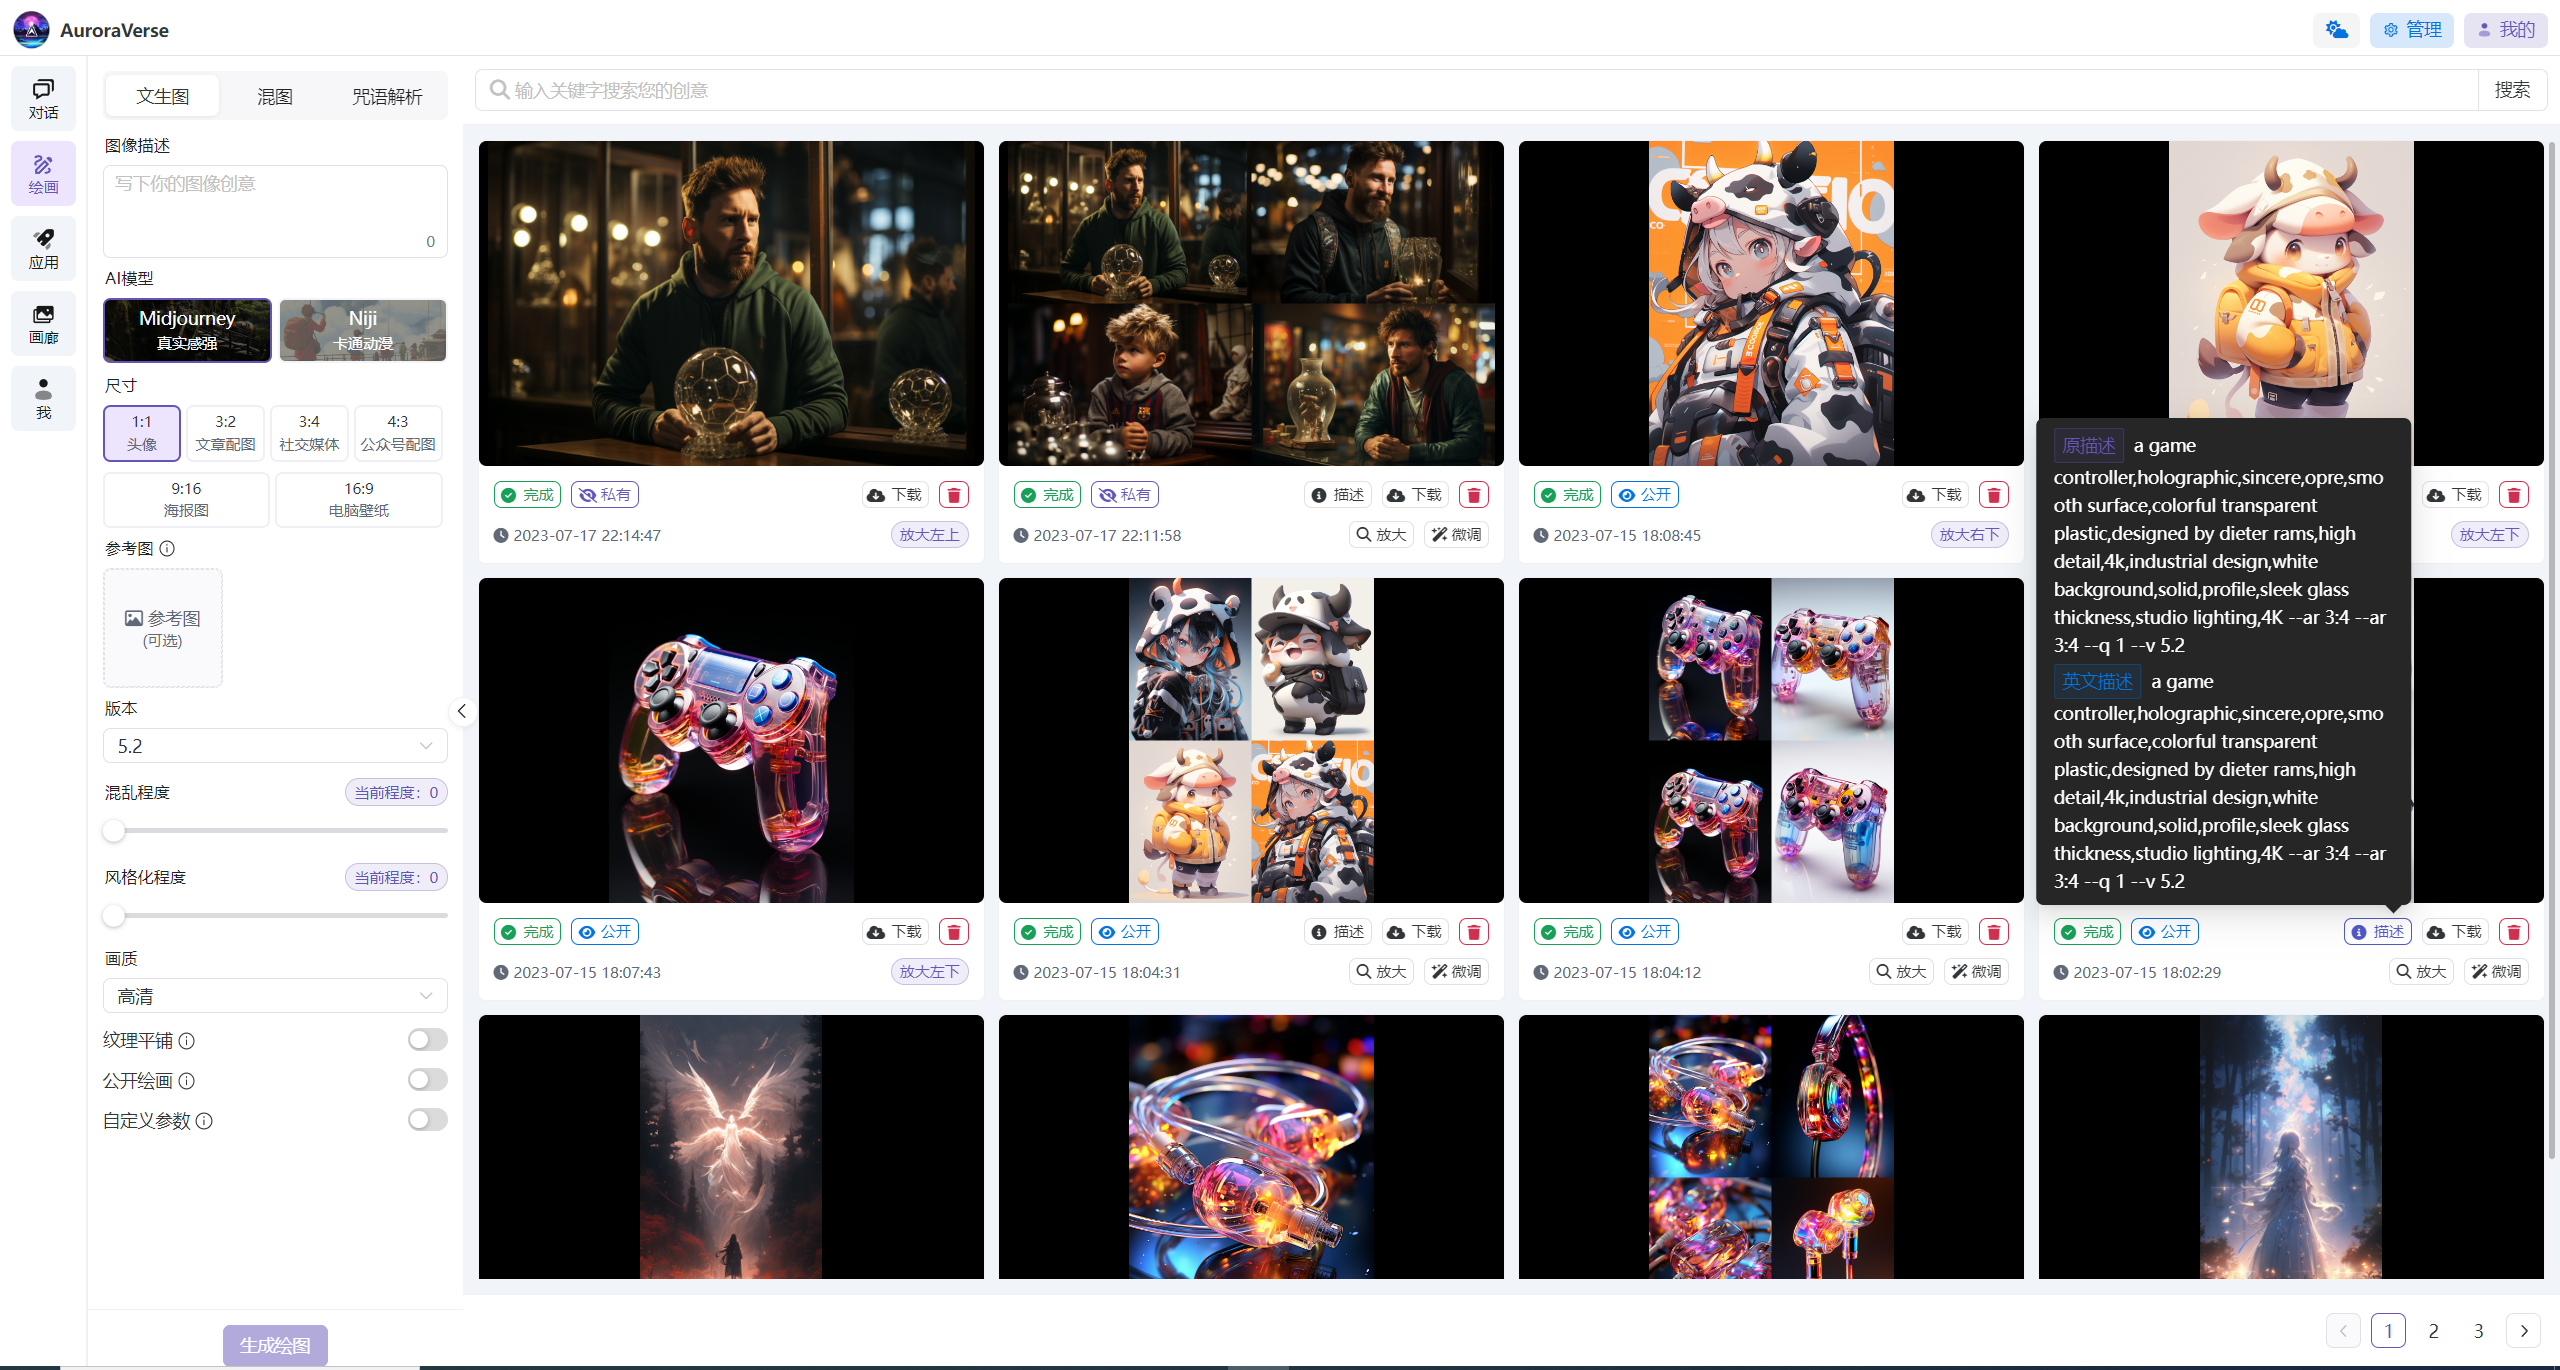 AuroraVerse
管理
我的
对话
绘画
应用
画廊
我
文生图
混图
咒语解析
图像描述
写下你的图像创意
0
AI模型
Midjourney
真实感强
Niji
卡通动漫
尺寸
1:1
头像
3:2
文章配图
3:4
社交媒体
4:3
公众号配图
9:16
海报图
16:9
电脑壁纸
参考图
参考图
(可选)
版本
5.2
混乱程度
当前程度：0
风格化程度
当前程度：0
画质
高清
纹理平铺
公开绘画
自定义参数
生成绘图
输入关键字搜索您的创意
搜索
完成
私有
下载
2023-07-17 22:14:47
放大左上
完成
私有
描述
下载
2023-07-17 22:11:58
放大
微调
完成
公开
下载
2023-07-15 18:08:45
放大右下
下载
放大左下
原描述 a game
controller,holographic,sincere,opre,smo
oth surface,colorful transparent
plastic,designed by dieter rams,high
detail,4k,industrial design,white
background,solid,profile,sleek glass
thickness,studio lighting,4K --ar 3:4 --ar
3:4 --q 1 --v 5.2
英文描述 a game
controller,holographic,sincere,opre,smo
oth surface,colorful transparent
plastic,designed by dieter rams,high
detail,4k,industrial design,white
background,solid,profile,sleek glass
thickness,studio lighting,4K --ar 3:4 --ar
3:4 --q 1 --v 5.2
完成
公开
下载
2023-07-15 18:07:43
放大左下
完成
公开
描述
下载
2023-07-15 18:04:31
放大
微调
完成
公开
下载
2023-07-15 18:04:12
放大
微调
完成
公开
描述
下载
2023-07-15 18:02:29
放大
微调
1
2
3